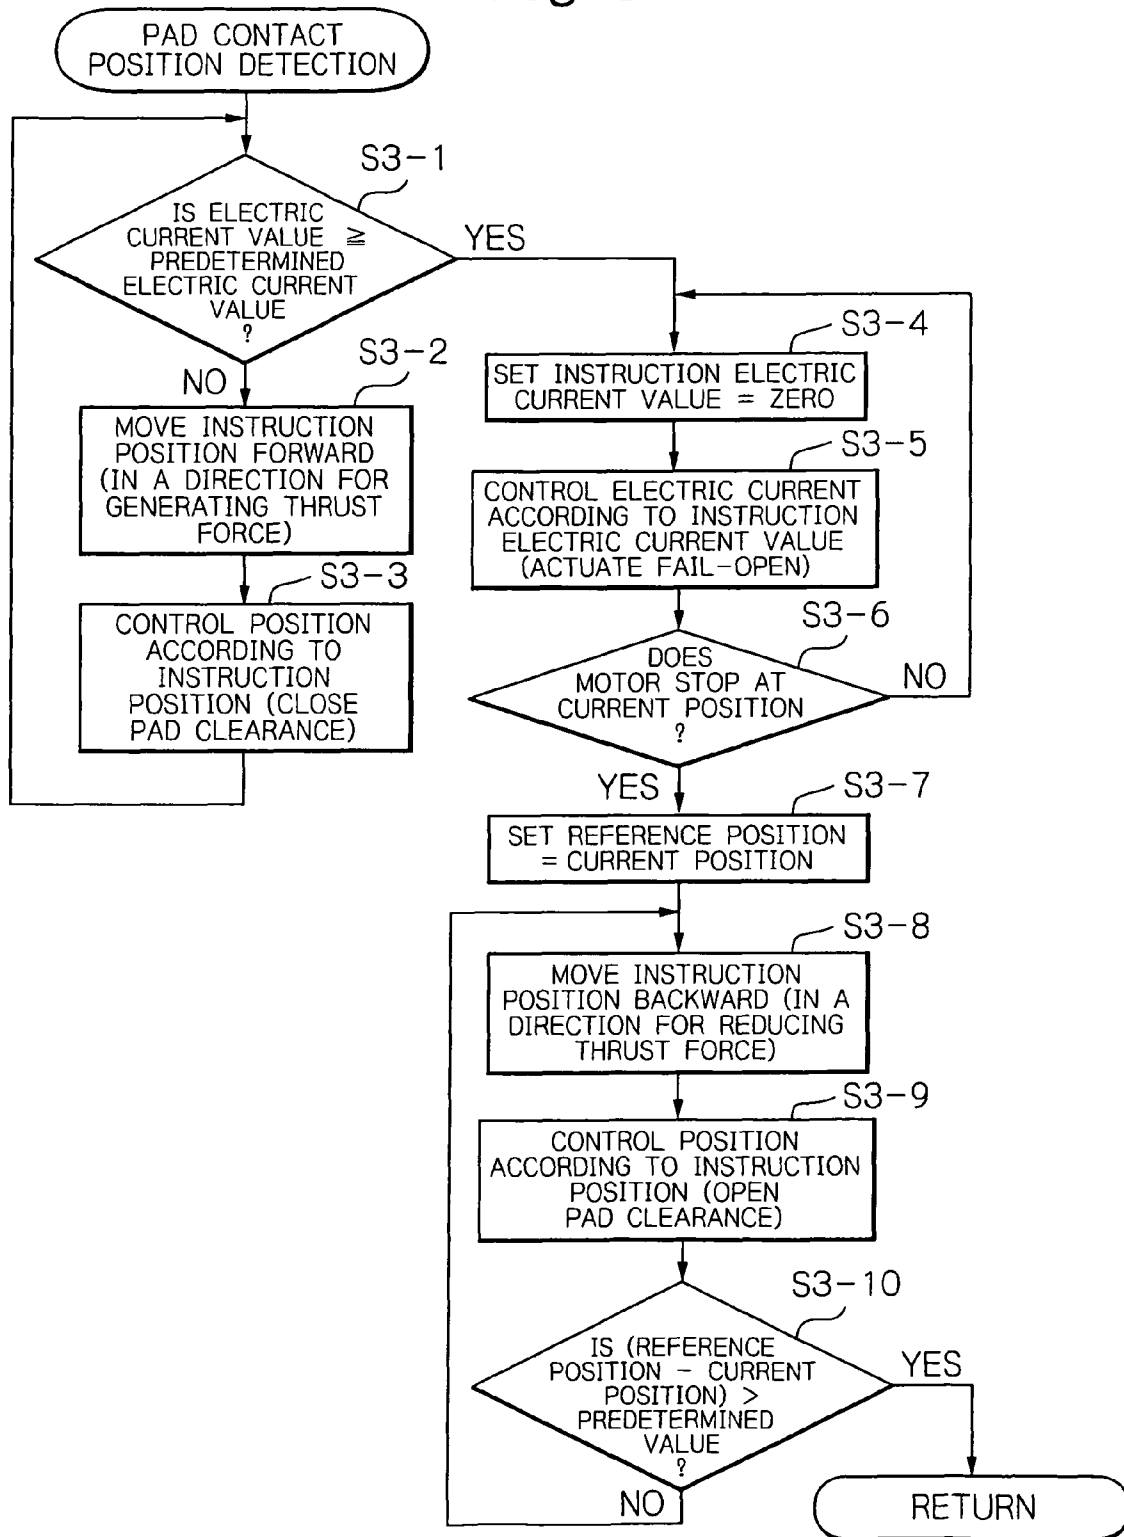 PAD CONTACT
POSITION DETECTION
S3-1
IS ELECTRIC
CURRENT VALUE ≧
PREDETERMINED
ELECTRIC CURRENT
VALUE
?
YES
NO
S3-2
MOVE INSTRUCTION
POSITION FORWARD
(IN A DIRECTION FOR
GENERATING THRUST
FORCE)
S3-3
CONTROL POSITION
ACCORDING TO
INSTRUCTION
POSITION (CLOSE
PAD CLEARANCE)
S3-4
SET INSTRUCTION ELECTRIC
CURRENT VALUE = ZERO
S3-5
CONTROL ELECTRIC CURRENT
ACCORDING TO INSTRUCTION
ELECTRIC CURRENT VALUE
(ACTUATE FAIL-OPEN)
S3-6
DOES
MOTOR STOP AT
CURRENT POSITION
?
NO
YES
S3-7
SET REFERENCE POSITION
= CURRENT POSITION
S3-8
MOVE INSTRUCTION
POSITION BACKWARD (IN A
DIRECTION FOR REDUCING
THRUST FORCE)
S3-9
CONTROL POSITION
ACCORDING TO INSTRUCTION
POSITION (OPEN
PAD CLEARANCE)
S3-10
IS (REFERENCE
POSITION - CURRENT
POSITION) >
PREDETERMINED
VALUE
?
YES
NO
RETURN